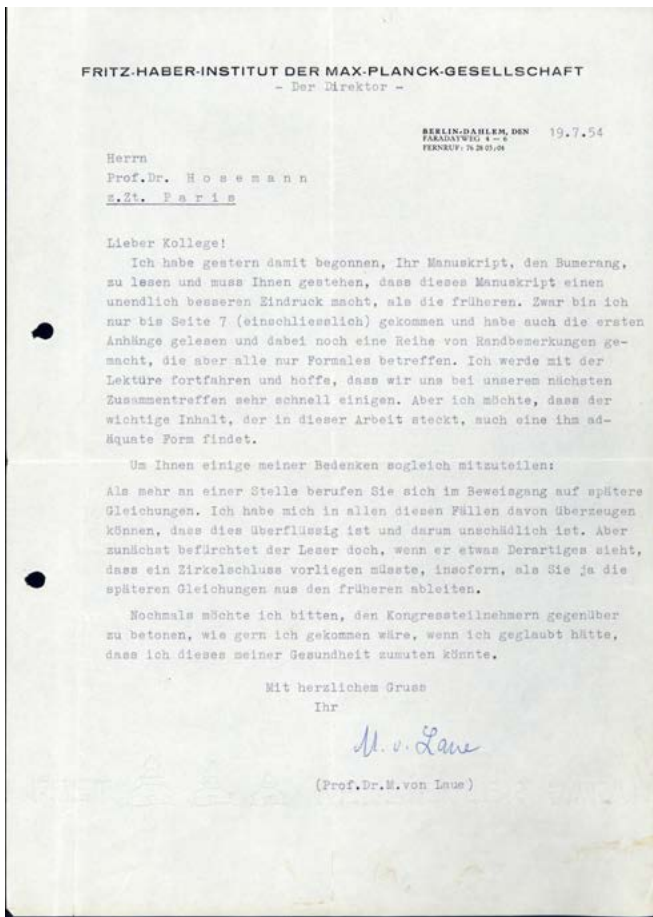 FRITZ-HABER-INSTITUT DER MAX-PLANCK-GESELLSCHAFT
- Der Direktor -
BERLIN-DAHLEM, DEN 19.7.54
FARADAYWEG 4 — 6
FERNRUF: 76 28 03/04
Herrn
Prof.Dr. H o s e m a n n
z.Zt. P a r i s
Lieber Kollege!
Ich habe gestern damit begonnen, Ihr Manuskript, den Bumerang,
zu lesen und muss Ihnen gestehen, dass dieses Manuskript einen
unendlich besseren Eindruck macht, als die früheren. Zwar bin ich
nur bis Seite 7 (einschliesslich) gekommen und habe auch die ersten
Anhänge gelesen und dabei noch eine Reihe von Randbemerkungen ge-
macht, die aber alle nur Formales betreffen. Ich werde mit der
Lektüre fortfahren und hoffe, dass wir uns bei unserem nächsten
Zusammentreffen sehr schnell einigen. Aber ich möchte, dass der
wichtige Inhalt, der in dieser Arbeit steckt, auch eine ihm ad-
äquate Form findet.
Um Ihnen einige meiner Bedenken sogleich mitzuteilen:
Als mehr an einer Stelle berufen Sie sich im Beweisgang auf spätere
Gleichungen. Ich habe mich in allen diesen Fällen davon überzeugen
können, dass dies überflüssig ist und darum unschädlich ist. Aber
zunächst befürchtet der Leser doch, wenn er etwas Derartiges sieht,
dass ein Zirkelschluss vorliegen müsste, insofern, als Sie ja die
späteren Gleichungen aus den früheren ableiten.
Nochmals möchte ich bitten, den Kongressteilnehmern gegenüber
zu betonen, wie gern ich gekommen wäre, wenn ich geglaubt hätte,
dass ich dieses meiner Gesundheit zumuten könnte.
Mit herzlichem Gruss
Ihr
M. v. Laue
(Prof.Dr.M.von Laue)